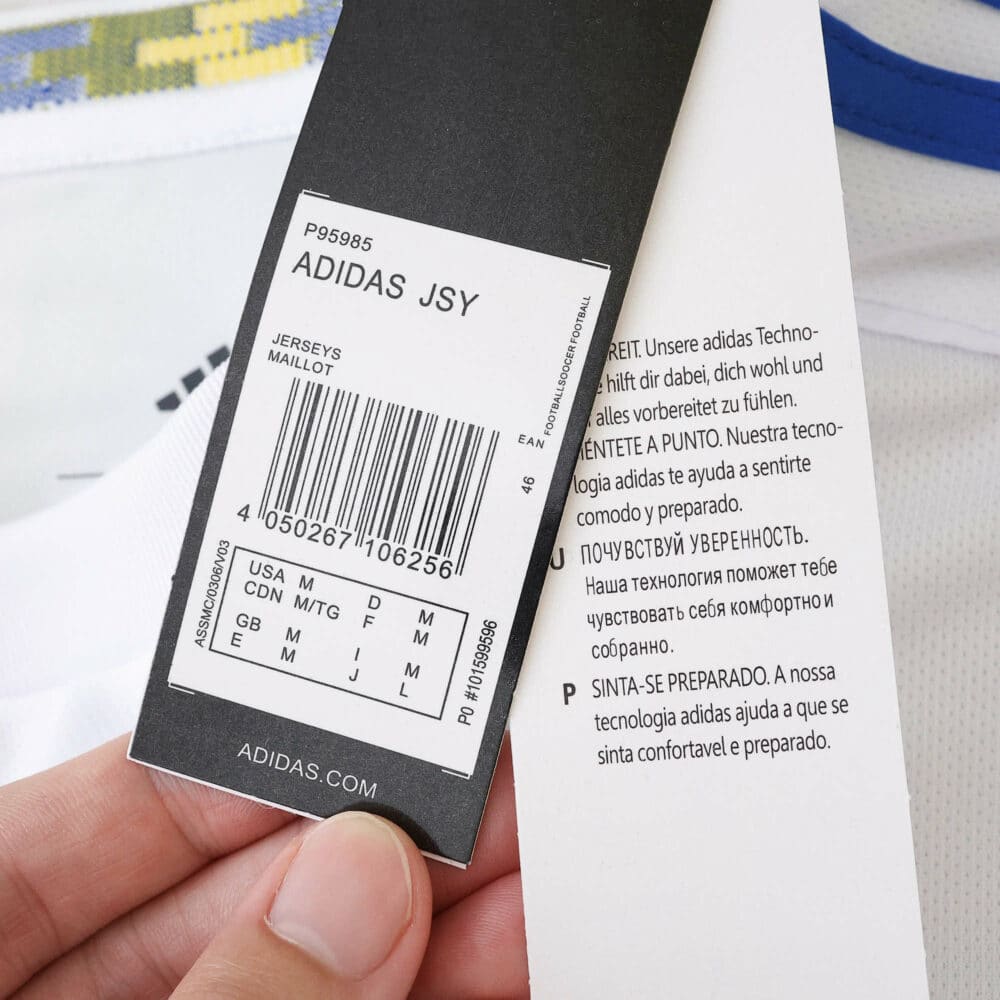 P95985
ADIDAS JSY
JERSEYS
MAILLOT
EAN FOOTBALLSOCCER FOOTBALL
46
4 050267 106256
ASSMC/0306/V03
USA M D M
CDN M/TG F M
GB M I M
E M J L
PO #101599596
ADIDAS.COM
REIT. Unsere adidas Techno-
hilft dir dabei, dich wohl und
alles vorbereitet zu fühlen.
IÉNTETE A PUNTO. Nuestra tecno-
logia adidas te ayuda a sentirte
comodo y preparado.
U ПОЧУВСТВУЙ УВЕРЕННОСТЬ.
Наша технология поможет тебе
чувствовать себя комфортно и
собранно.
P SINTA-SE PREPARADO. A nossa
tecnologia adidas ajuda a que se
sinta confortavel e preparado.